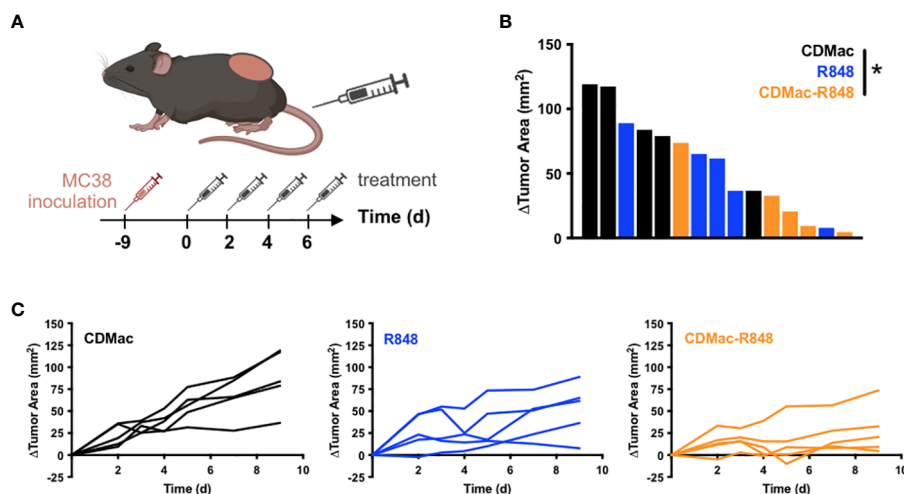 A
MC38
inoculation
treatment
Time (d)
-9 0 2 4 6
B
150
100
50
0
ΔTumor Area (mm²)
CDMac
R848
CDMac-R848
*
C
150
125
100
75
50
25
0
-25
ΔTumor Area (mm²)
CDMac
2 4 6 8 10
Time (d)
150
125
100
75
50
25
0
-25
ΔTumor Area (mm²)
R848
2 4 6 8 10
Time (d)
150
125
100
75
50
25
0
-25
ΔTumor Area (mm²)
CDMac-R848
2 4 6 8 10
Time (d)